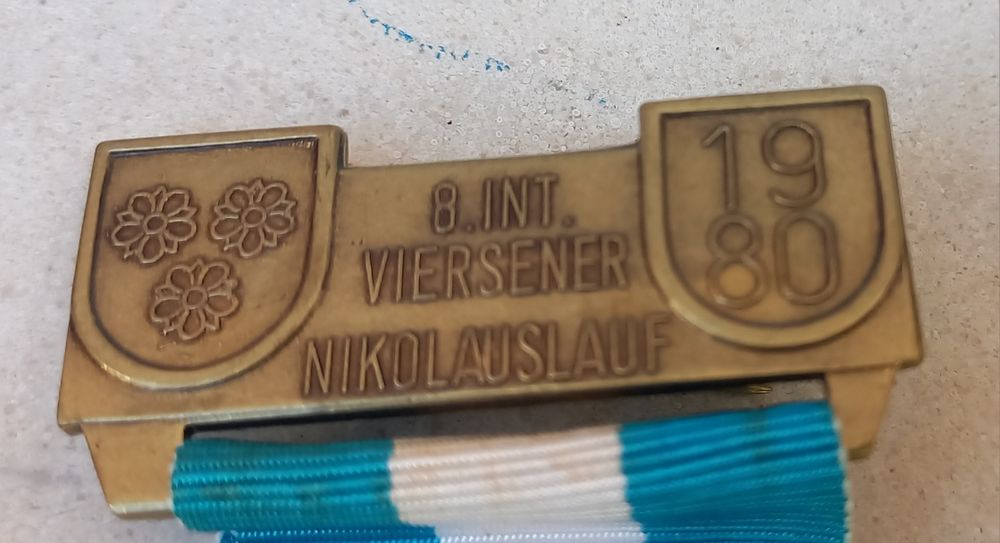 8.INT.
VIERSENER
NIKOLAUSLAUF
19
80